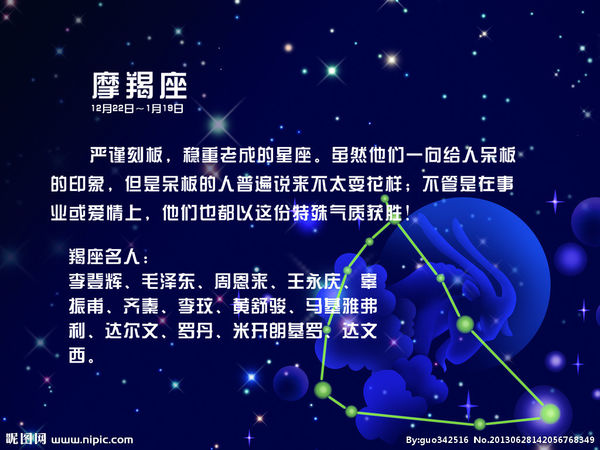 摩羯座
12月22日～1月19日
严谨刻板，稳重老成的星座。虽然他们一向给人呆板
的印象，但是呆板的人普遍说来不太耍花样；不管是在事
业或爱情上，他们也都以这份特殊气质获胜！
羯座名人：
李登辉、毛泽东、周恩来、王永庆、辜
振甫、齐秦、李玟、黄舒骏、马基雅弗
利、达尔文、罗丹、米开朗基罗、达文
西。
昵图网 www.nipic.com
By:guo342516 No.20130628142056768349